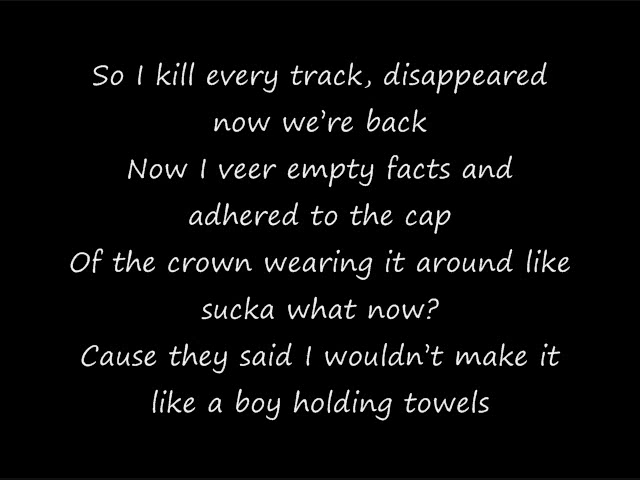 So I kill every track, disappeared
now we’re back
Now I veer empty facts and
adhered to the cap
Of the crown wearing it around like
sucka what now?
Cause they said I wouldn’t make it
like a boy holding towels